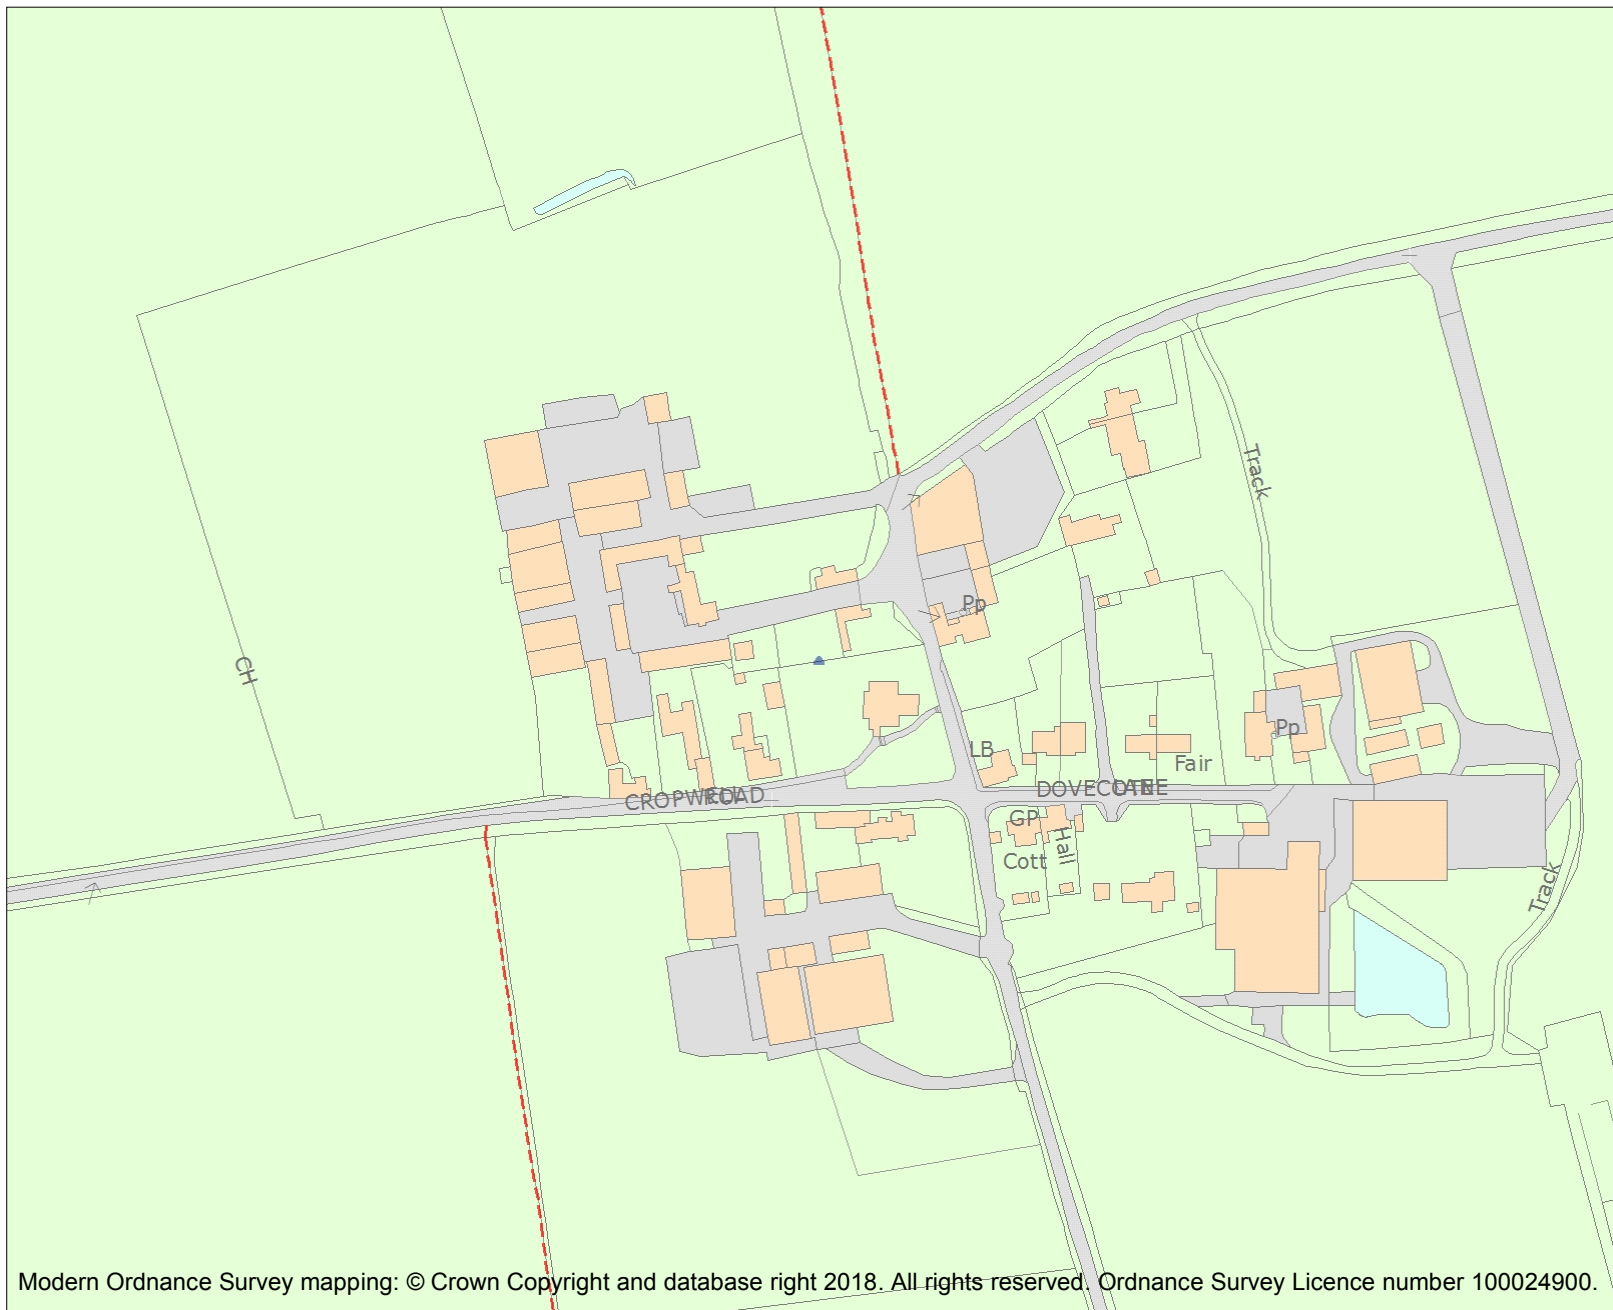 Track
Pp
CH
LB
Pp
Fair
DOVECOTE LANE
CROPWELL ROAD
GP
Hall
Cott
Track
Modern Ordnance Survey mapping: © Crown Copyright and database right 2018. All rights reserved. Ordnance Survey Licence number 100024900.